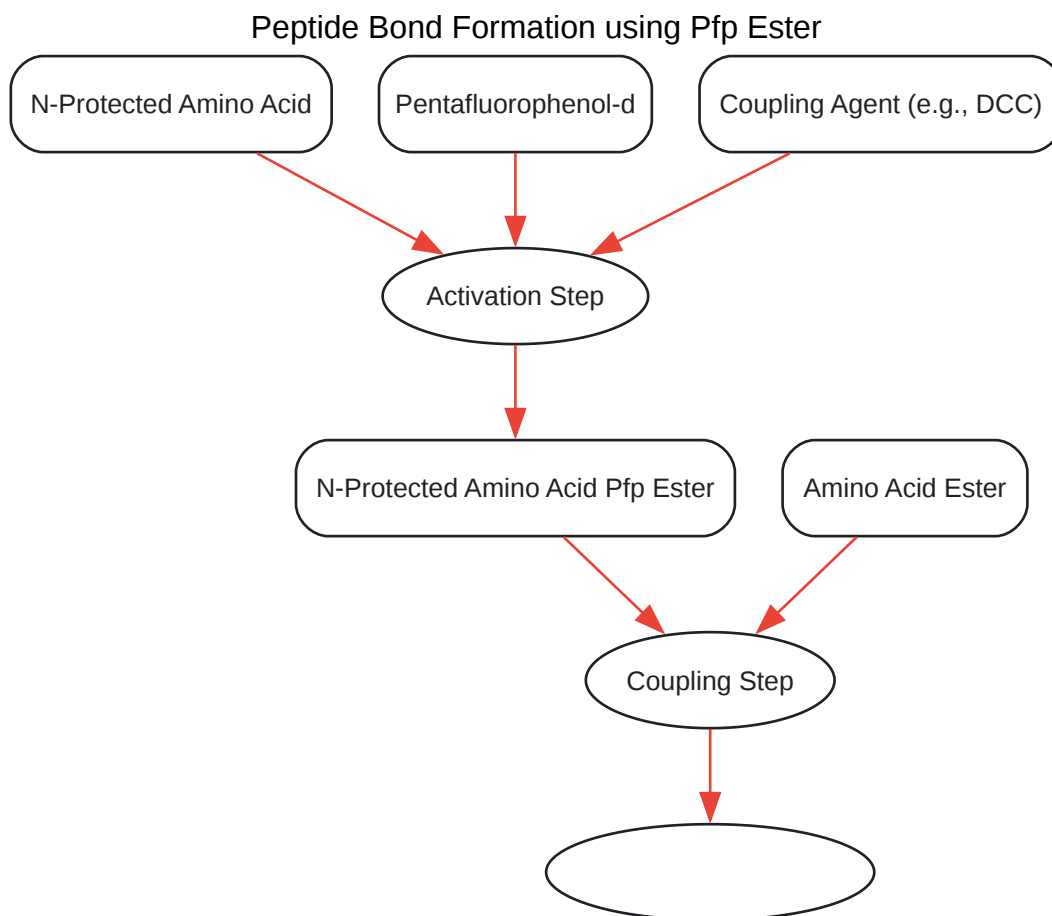 Peptide Bond Formation using Pfp Ester
N-Protected Amino Acid
Pentafluorophenol-d
Coupling Agent (e.g., DCC)
Activation Step
N-Protected Amino Acid Pfp Ester
Amino Acid Ester
Coupling Step